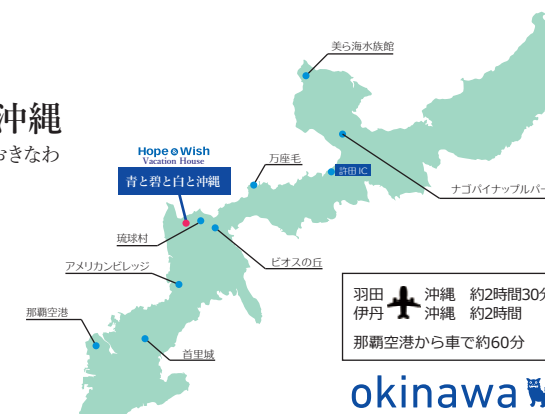 美ら海水族館
沖縄
おきなわ
Hope Wish
Vacation House
青と碧と白と沖縄
万座毛
許田 IC
ナゴパイナップルパー
琉球村
アメリカンビレッジ
ビオスの丘
那覇空港
首里城
羽田 沖縄 約2時間30分
伊丹 沖縄 約2時間
那覇空港から車で約60分
okinawa